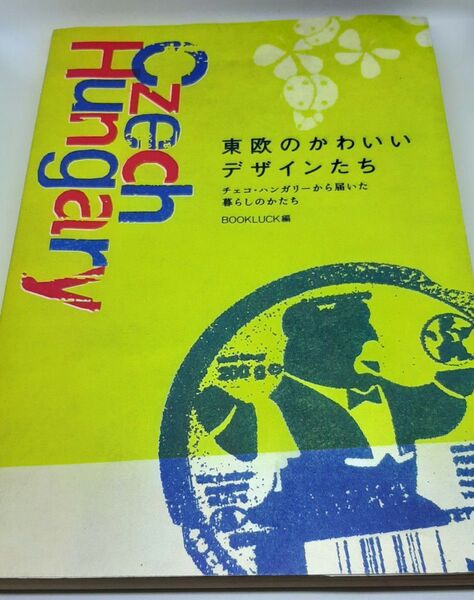 Czech
Hungary
東欧のかわいい
デザインたち
チェコ・ハンガリーから届いた
暮らしのかたち
BOOKLUCK編
200g